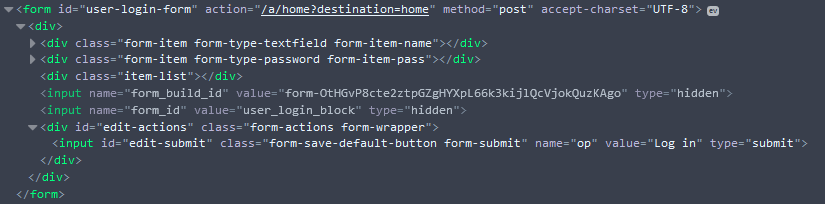 <form id="user-login-form" action="/a/home?destination=home" method="post" accept-charset="UTF-8"> ev
<div>
<div class="form-item form-type-textfield form-item-name"></div>
<div class="form-item form-type-password form-item-pass"></div>
<div class="item-list"></div>
<input name="form_build_id" value="form-OtHGvP8cte2ztpGZgHYXpL66k3kijlQcVjokQuzKAgo" type="hidden">
<input name="form_id" value="user_login_block" type="hidden">
<div id="edit-actions" class="form-actions form-wrapper">
<input id="edit-submit" class="form-save-default-button form-submit" name="op" value="Log in" type="submit">
</div>
</div>
</form>